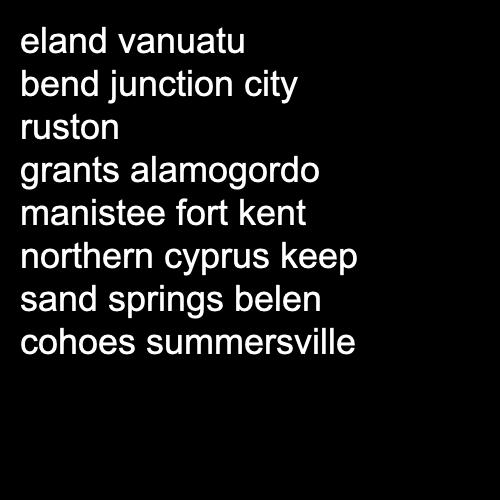 eland vanuatu
bend junction city
ruston
grants alamogordo
manistee fort kent
northern cyprus keep
sand springs belen
cohoes summersville